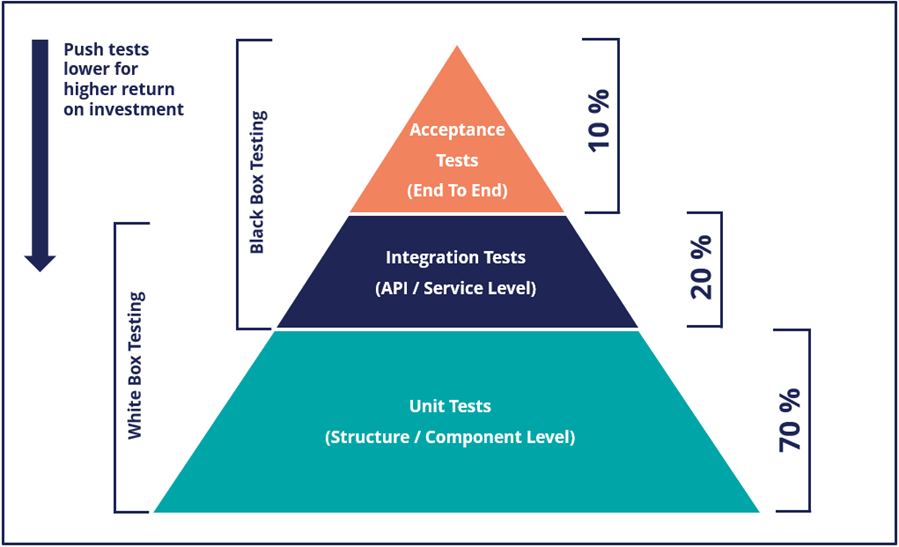 Push tests
lower for
higher return
on investment
Black Box Testing
White Box Testing
Acceptance
Tests
(End To End)
10 %
Integration Tests
(API / Service Level)
20 %
Unit Tests
(Structure / Component Level)
70 %